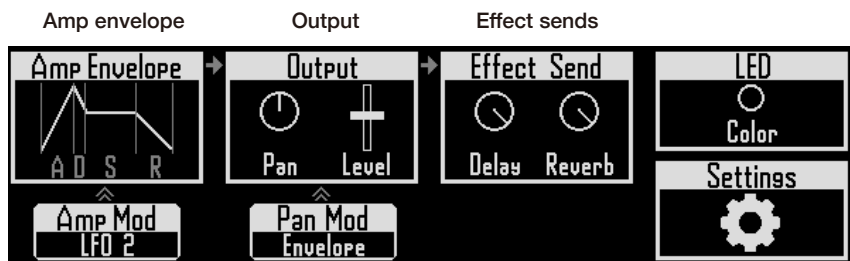 Amp envelope
Output
Effect sends
Amp Envelope
Output
Effect Send
LED
A D S R
Pan
Level
Delay
Reverb
Color
Amp Mod
LFO 2
Pan Mod
Envelope
Settings